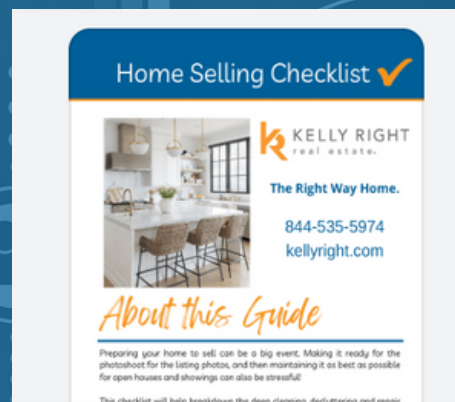 Home Selling Checklist
KELLY RIGHT
real estate.
The Right Way Home.
844-535-5974
kellyright.com
About this Guide
Preparing your home to sell can be a big event. Making it ready for the
photoshoot for the listing photos, and then maintaining it as best as possible
for open houses and showings can also be stressful!
This checklist will help breakdown the deep cleaning, decluttering and repair